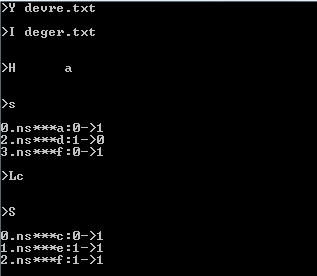 >Y devre.txt
>I deger.txt
>H      a
>s
0.ns***a:0->1
2.ns***d:1->0
3.ns***f:0->1
>Lc
>S
0.ns***c:0->1
1.ns***e:1->1
2.ns***f:1->1